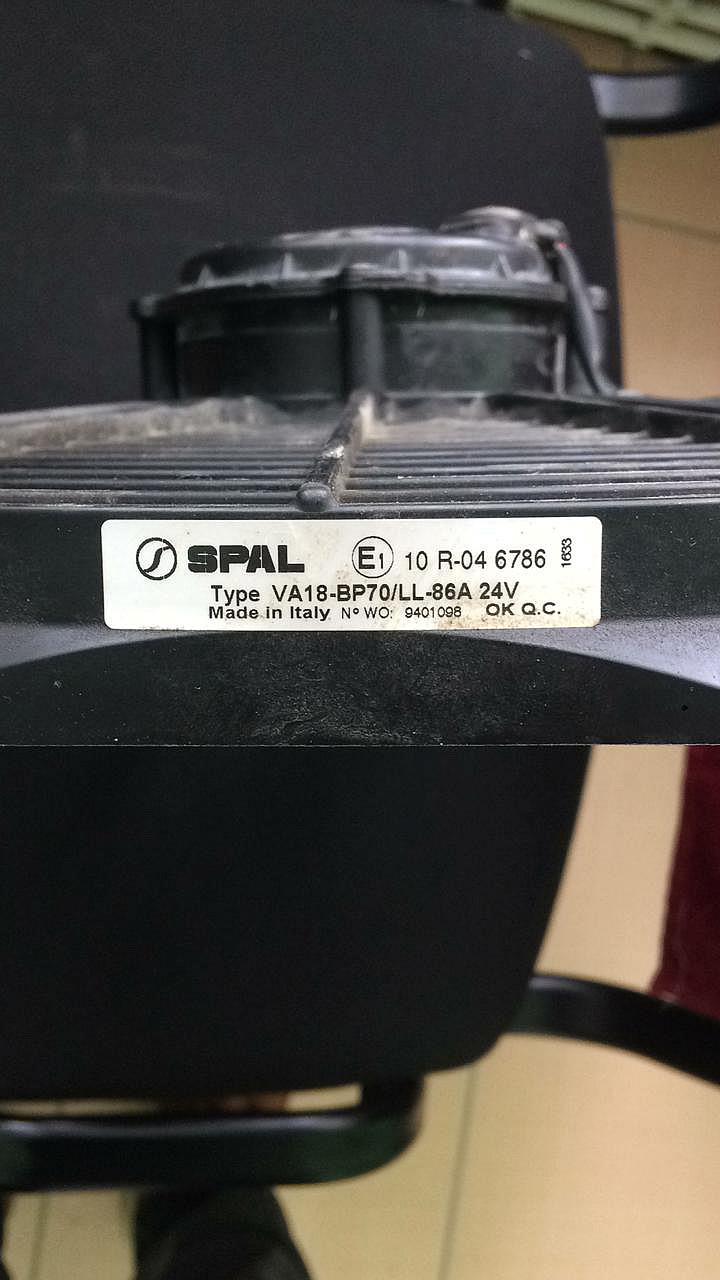 SPAL E1 10 R-04 6786 1633
Type VA18-BP70/LL-86A 24V
Made in Italy N° WO: 9401098 OK Q.C.